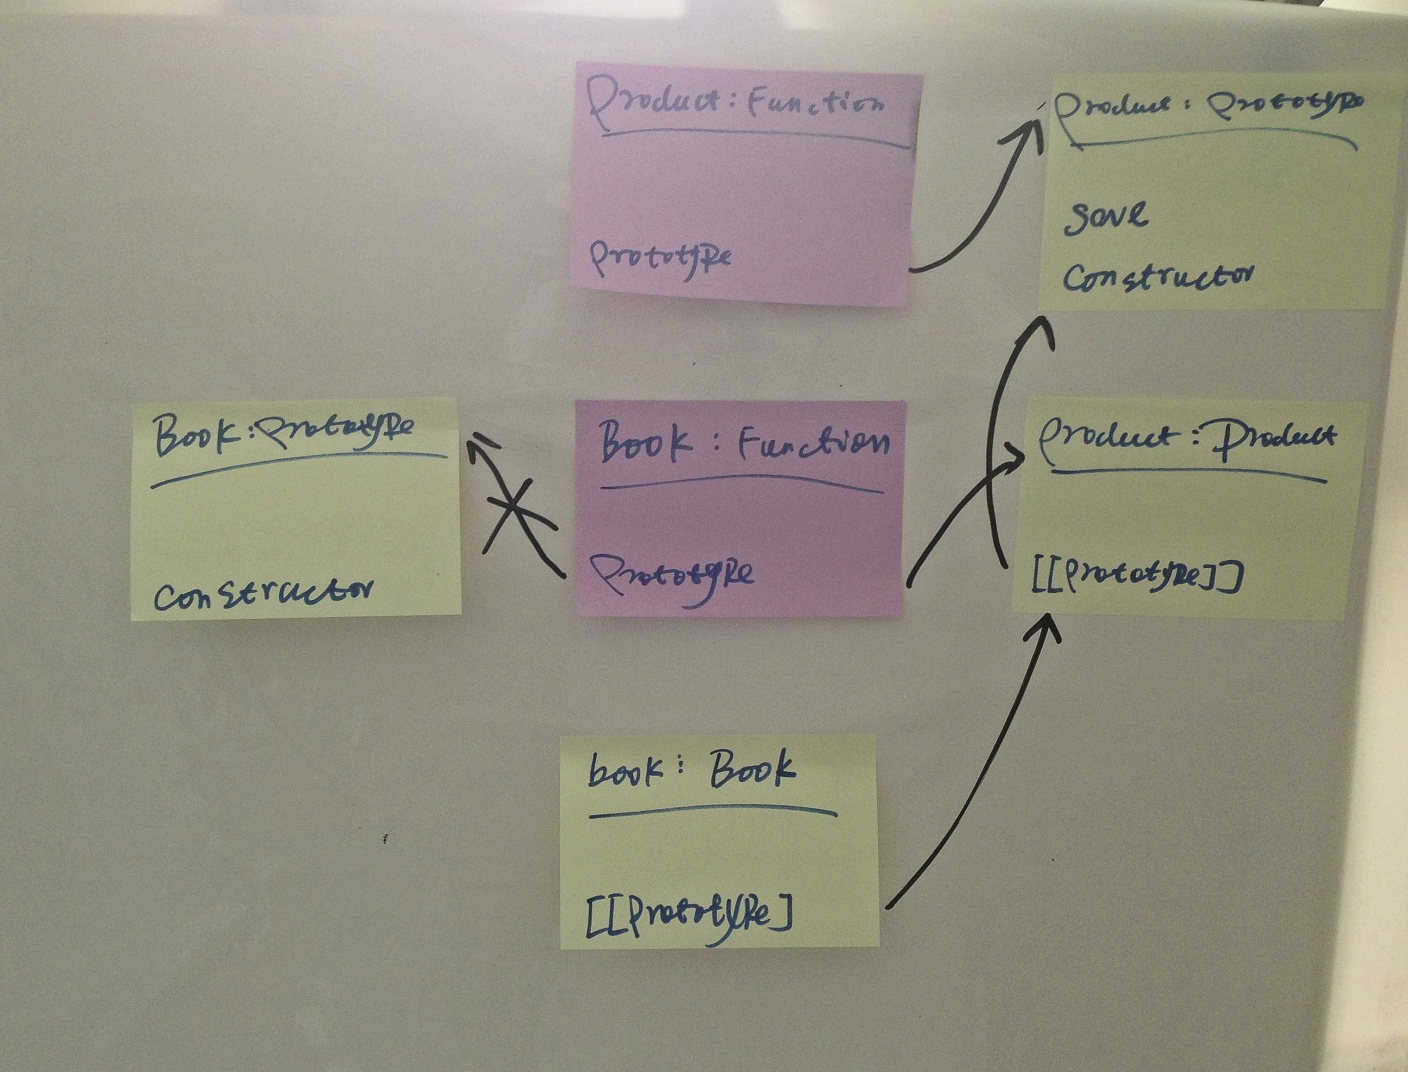 Product : Function
Prototype
Product : Prototype
Save
Constructor
Book : Prototype
Constructor
Book : Function
Prototype
product : Product
[[Prototype]]
book : Book
[[Prototype]